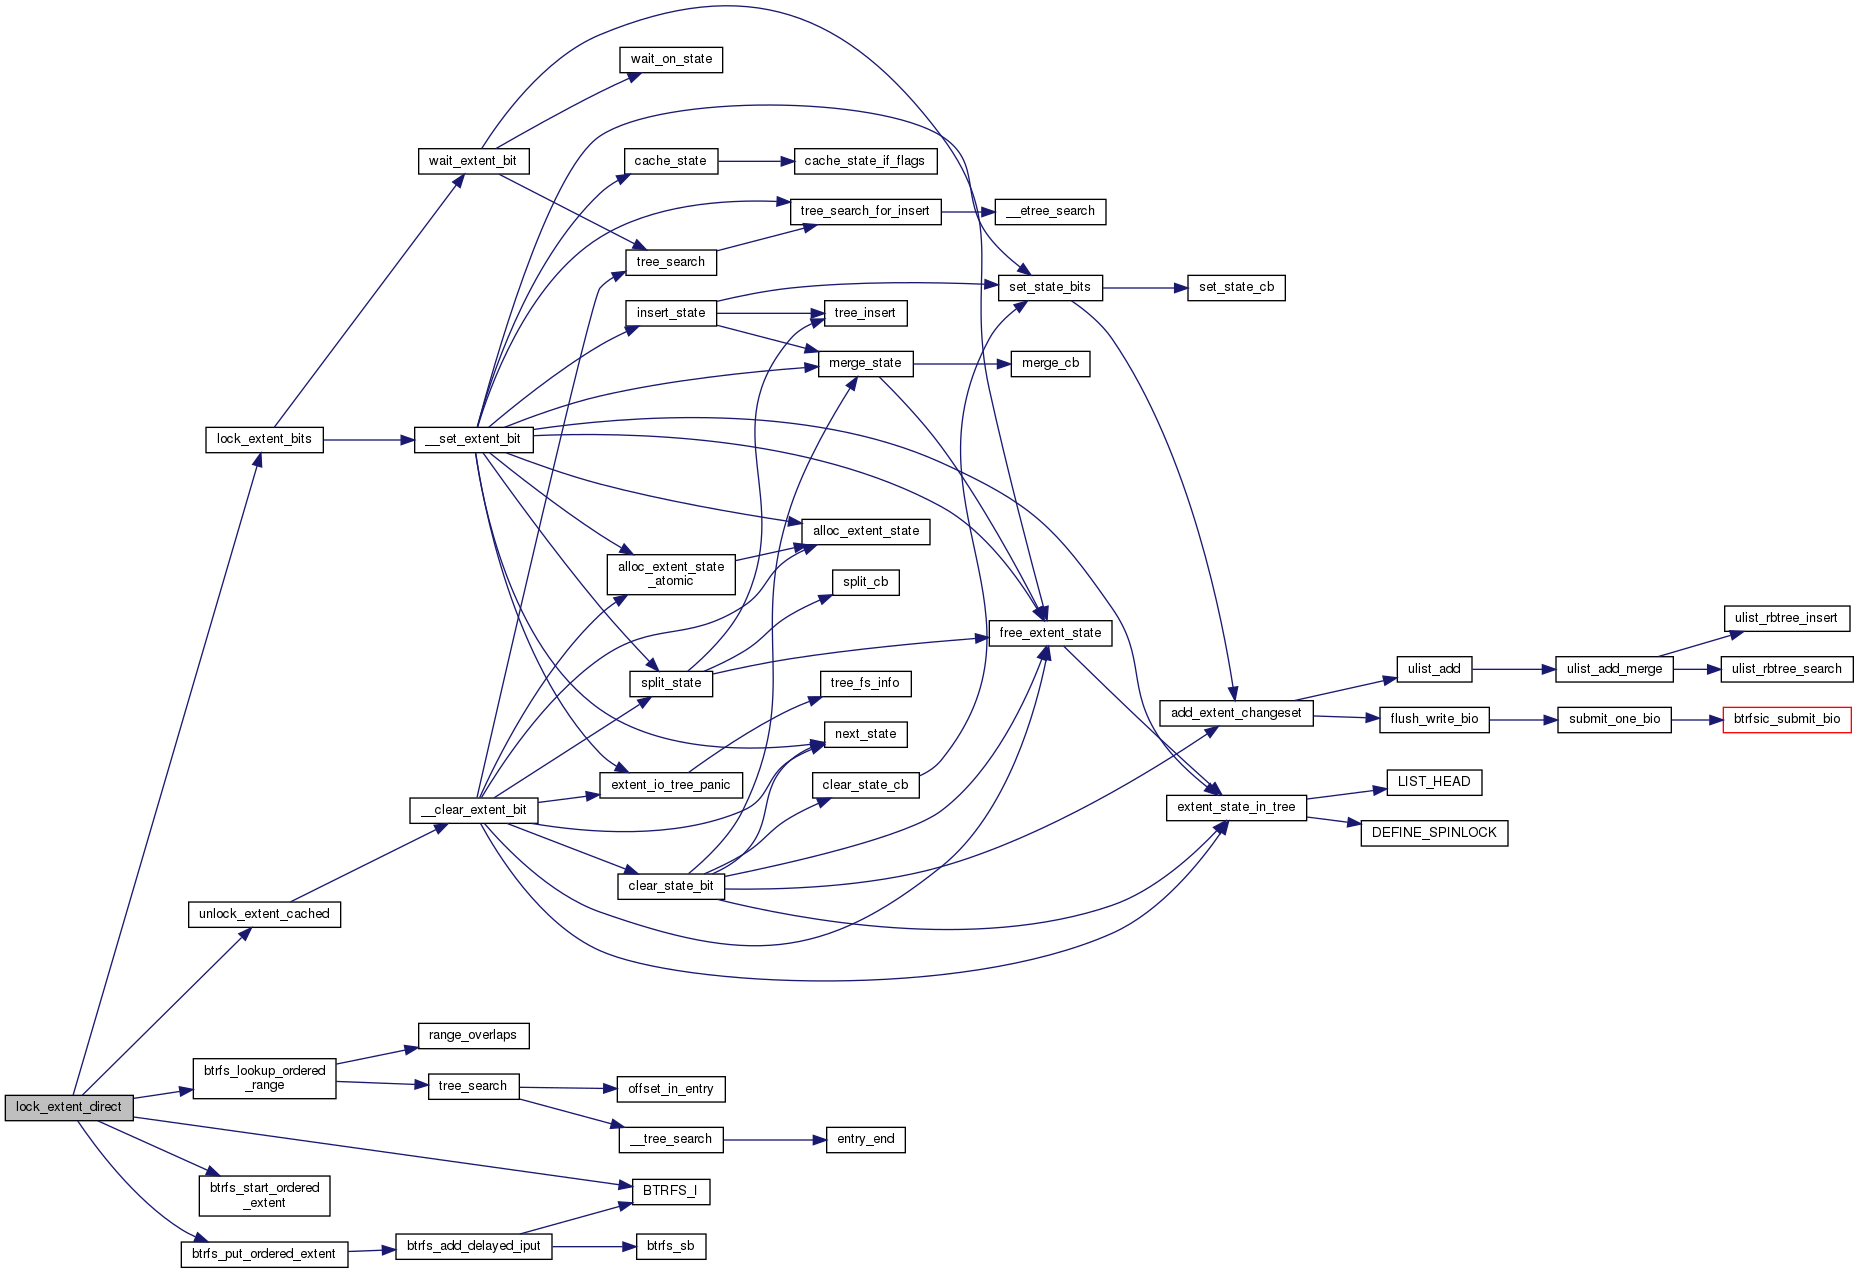 wait_on_state
wait_extent_bit
cache_state
cache_state_if_flags
tree_search_for_insert
__etree_search
tree_search
set_state_bits
set_state_cb
insert_state
tree_insert
merge_state
merge_cb
lock_extent_bits
__set_extent_bit
alloc_extent_state
alloc_extent_state
_atomic
split_cb
free_extent_state
ulist_rbtree_insert
split_state
tree_fs_info
ulist_add
ulist_add_merge
ulist_rbtree_search
add_extent_changeset
flush_write_bio
submit_one_bio
btrfsic_submit_bio
next_state
extent_io_tree_panic
clear_state_cb
LIST_HEAD
__clear_extent_bit
extent_state_in_tree
DEFINE_SPINLOCK
clear_state_bit
unlock_extent_cached
range_overlaps
btrfs_lookup_ordered
_range
tree_search
offset_in_entry
lock_extent_direct
__tree_search
entry_end
btrfs_start_ordered
_extent
BTRFS_I
btrfs_put_ordered_extent
btrfs_add_delayed_iput
btrfs_sb